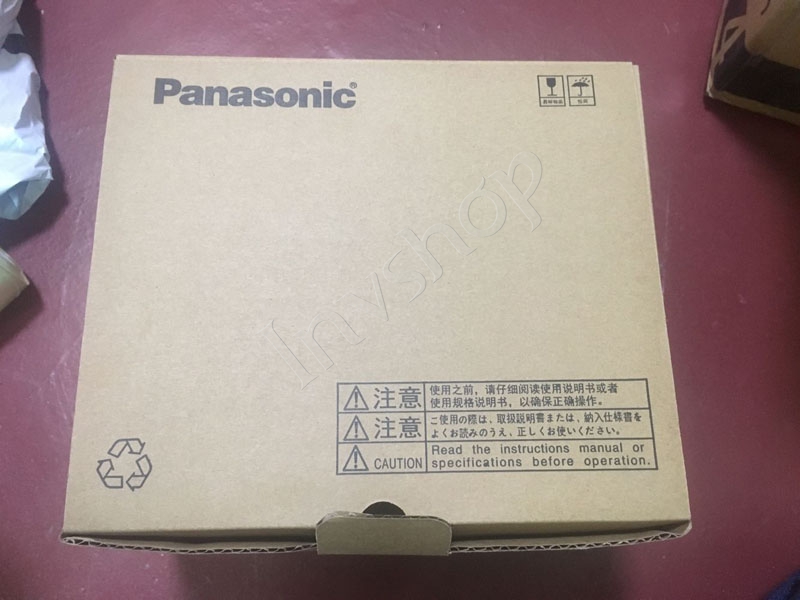 Panasonic®
inyshop
注意 使用之前，请仔细阅读使用说明书或者
使用规格说明书，以确保正确操作。
注意 ご使用の際は、取扱説明書または、納入仕様書を
よくお読みのうえ、正しくお使いください。
CAUTION Read the instructions manual or
specifications before operation.